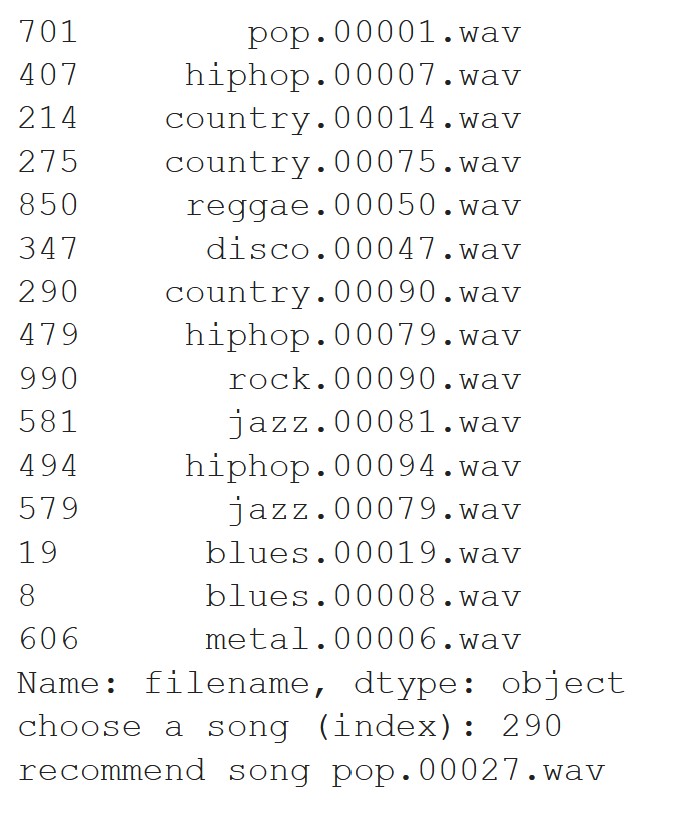 701 pop.00001.wav
407 hiphop.00007.wav
214 country.00014.wav
275 country.00075.wav
850 reggae.00050.wav
347 disco.00047.wav
290 country.00090.wav
479 hiphop.00079.wav
990 rock.00090.wav
581 jazz.00081.wav
494 hiphop.00094.wav
579 jazz.00079.wav
19 blues.00019.wav
8 blues.00008.wav
606 metal.00006.wav
Name: filename, dtype: object
choose a song (index): 290
recommend song pop.00027.wav